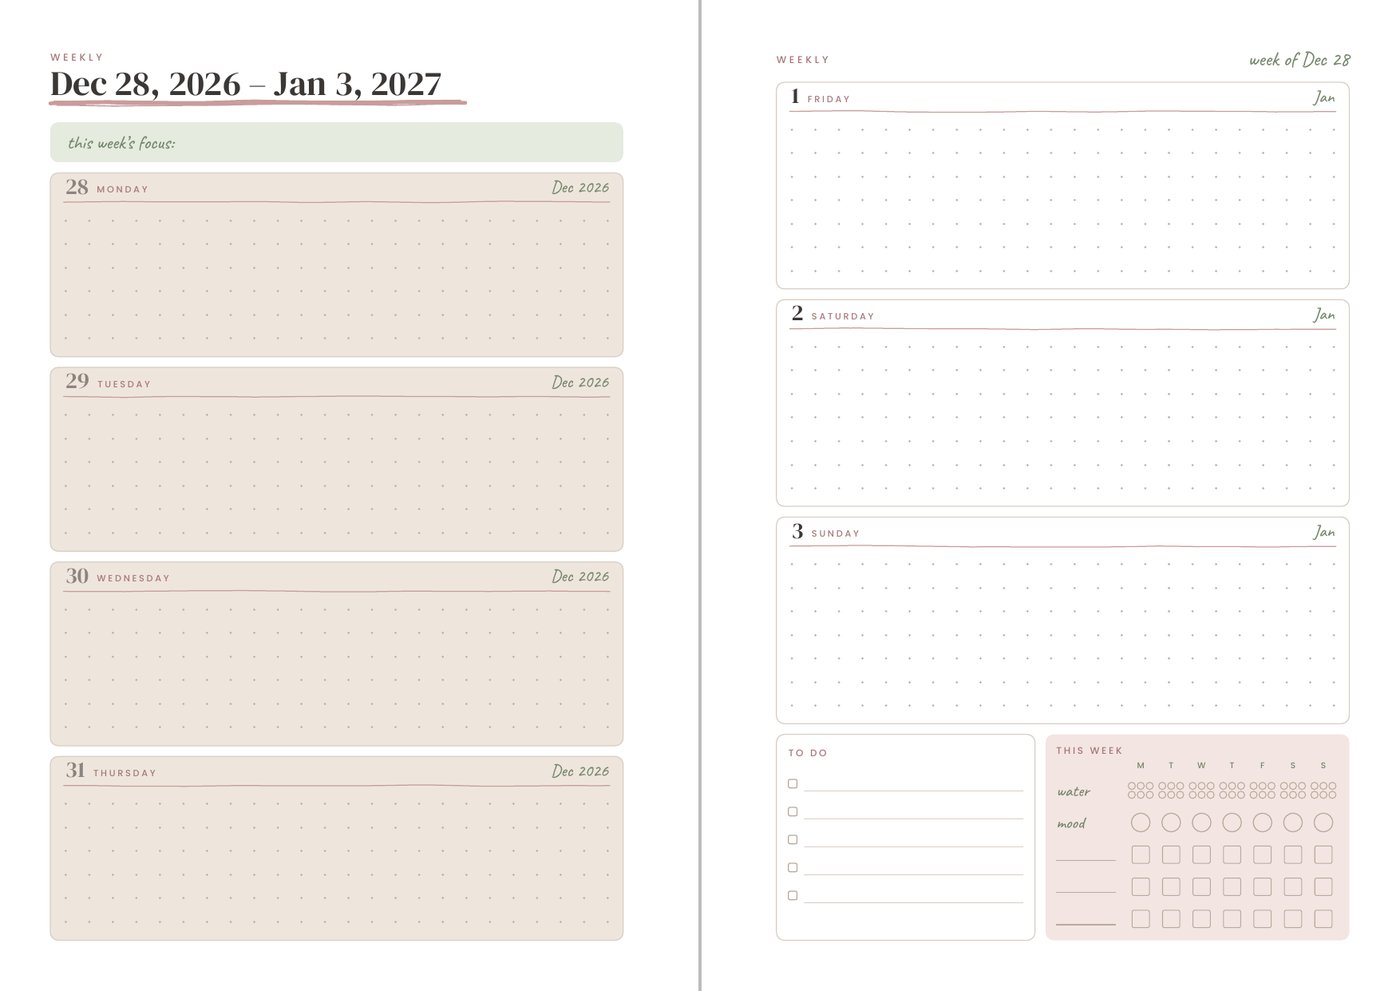 WEEKLY
Dec 28, 2026 – Jan 3, 2027
this week's focus:
28 MONDAY Dec 2026
29 TUESDAY Dec 2026
30 WEDNESDAY Dec 2026
31 THURSDAY Dec 2026
WEEKLY week of Dec 28
1 FRIDAY Jan
2 SATURDAY Jan
3 SUNDAY Jan
TO DO
THIS WEEK
M T W T F S S
water
mood